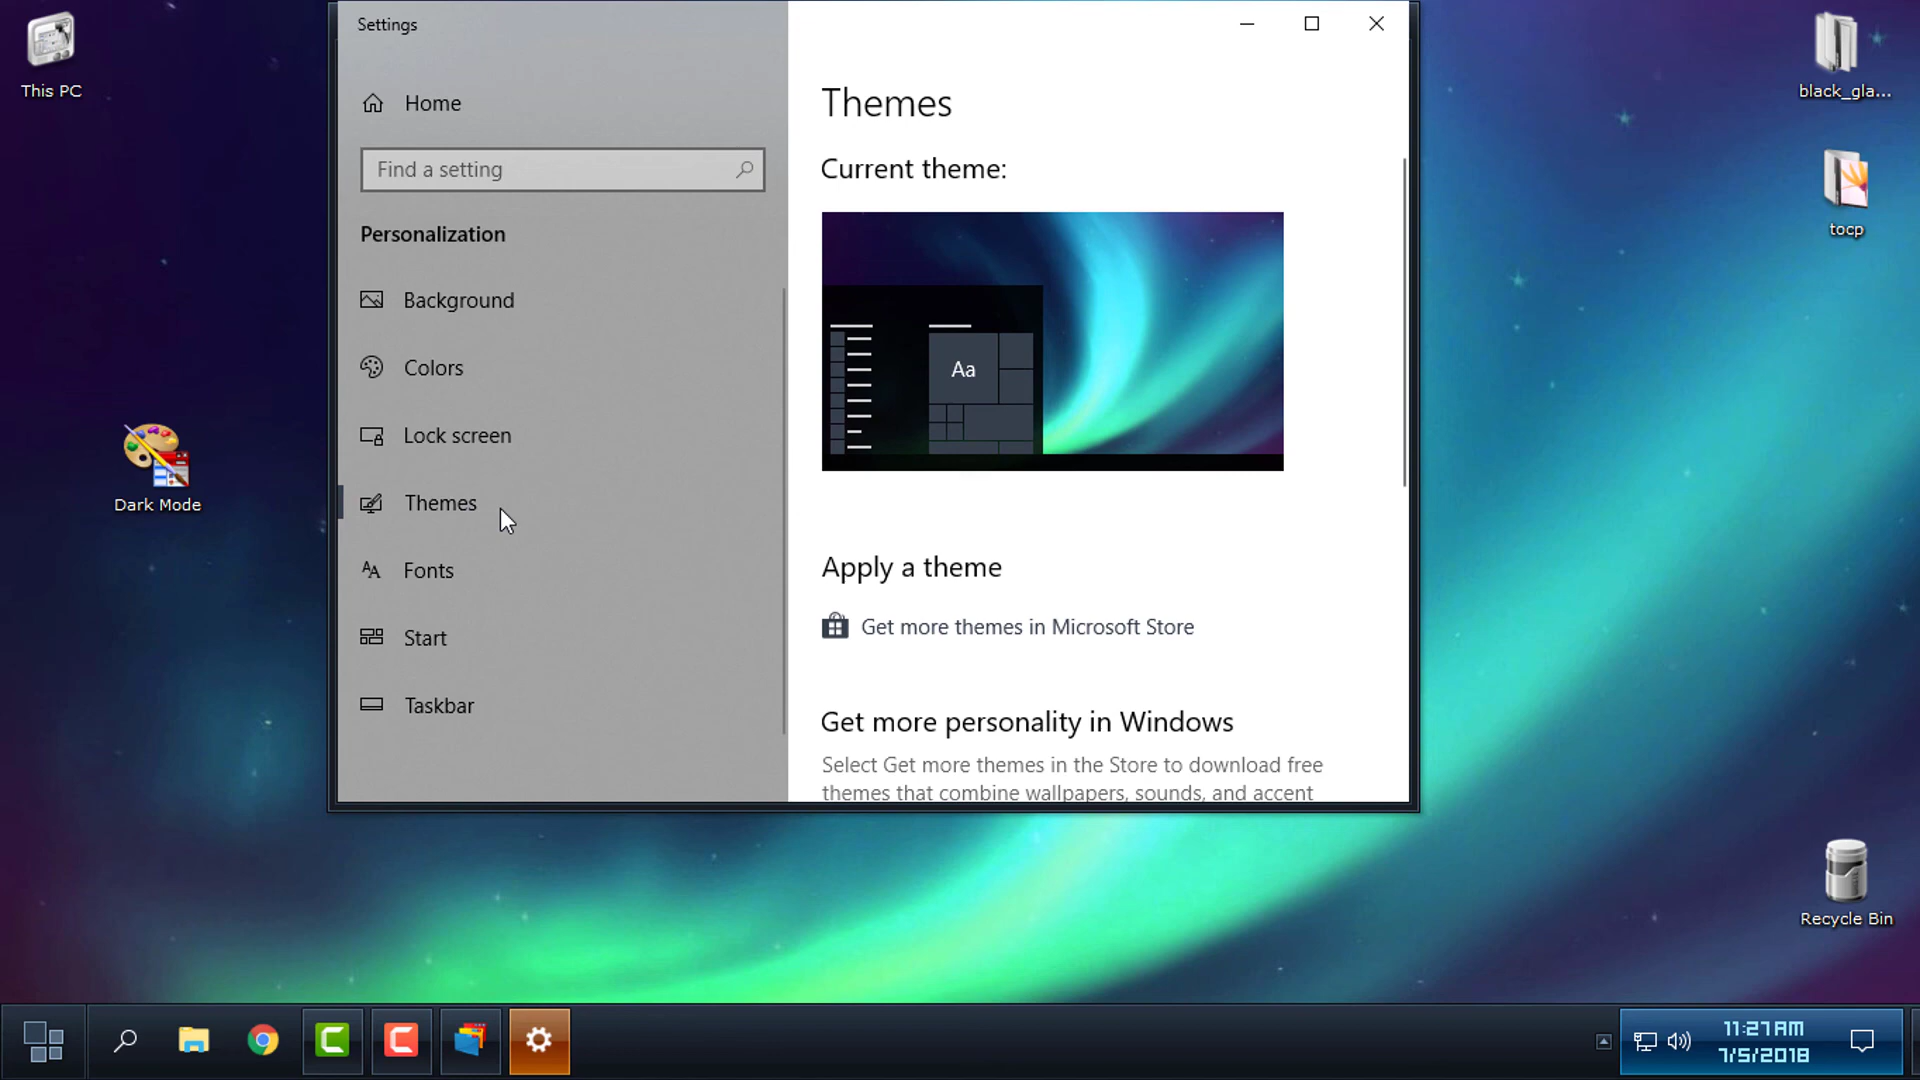 This PC
Dark Mode
Settings
Home
Find a setting
Personalization
Background
Colors
Lock screen
Themes
Fonts
Start
Taskbar
Themes
Current theme:
Aa
Apply a theme
Get more themes in Microsoft Store
Get more personality in Windows
Select Get more themes in the Store to download free
themes that combine wallpapers, sounds, and accent
black_gla...
tocp
Recycle Bin
11:27 AM
7/5/2018